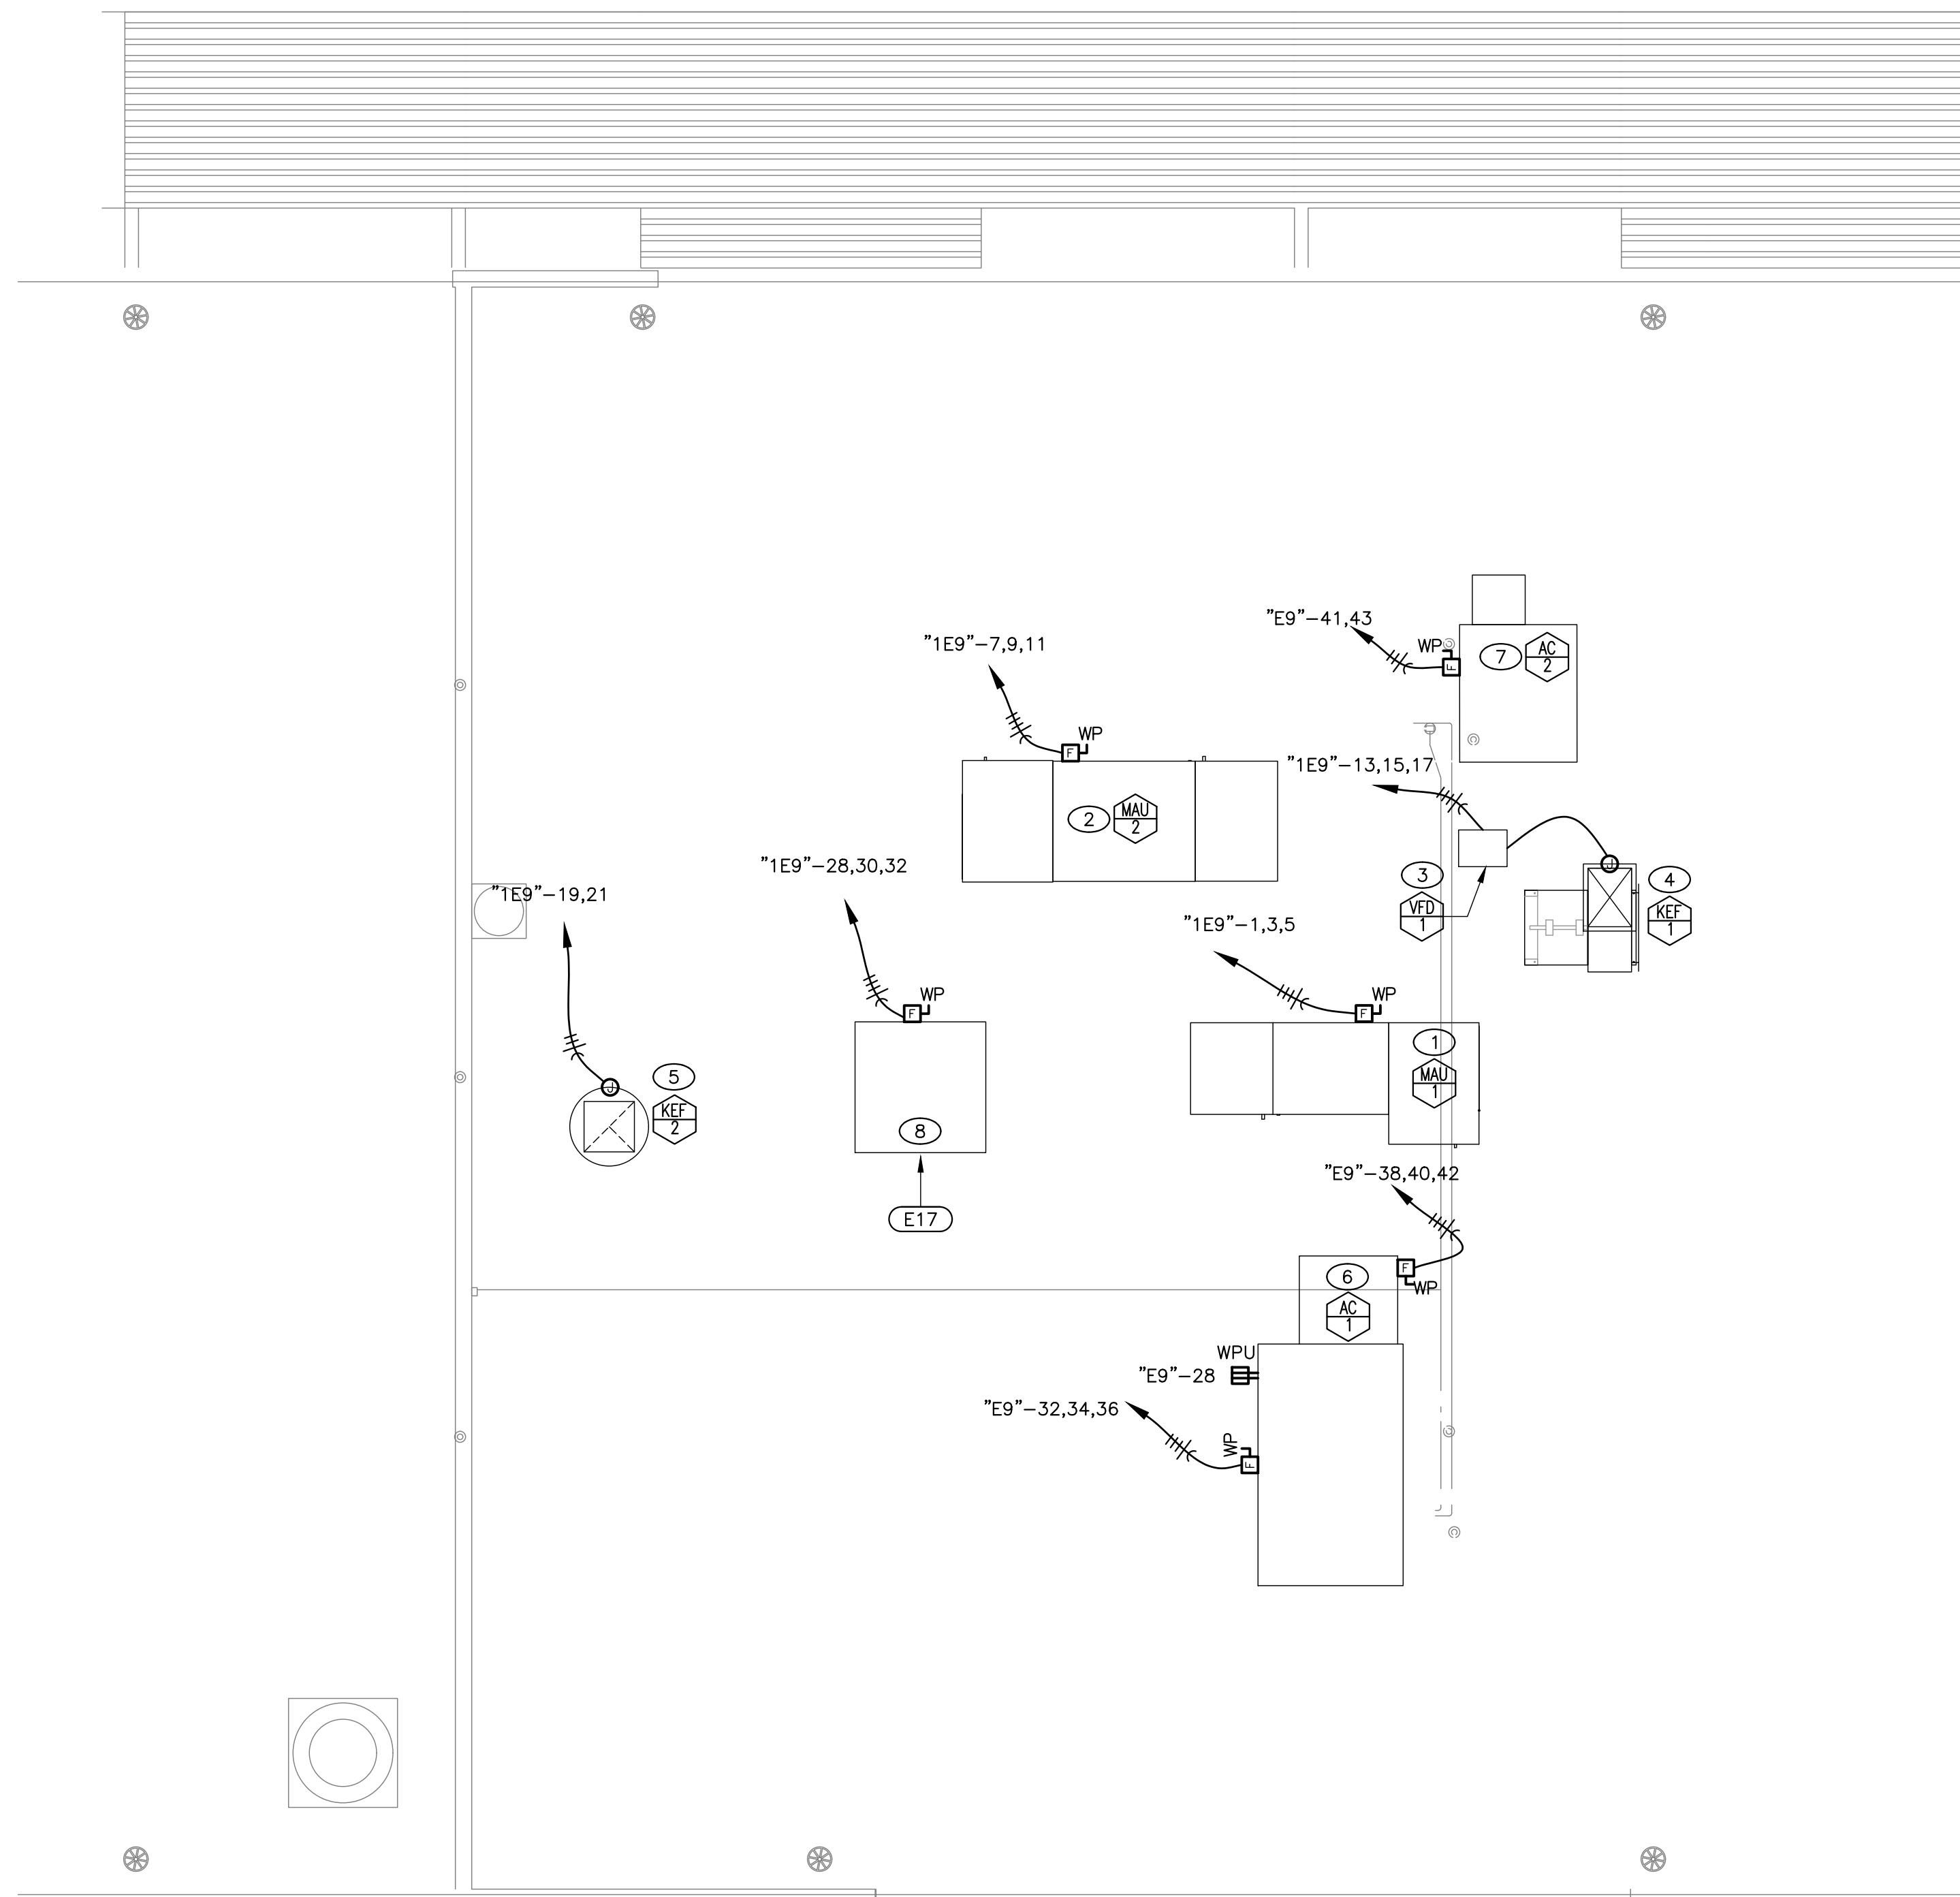 "E9"-41,43
WP
F
7
AC
2
"1E9"-7,9,11
WP
F
2
MAU
2
"1E9"-13,15,17
3
VFD
1
J
4
KEF
1
"1E9"-28,30,32
WP
F
8
E17
"1E9"-19,21
J
5
KEF
2
"1E9"-1,3,5
WP
F
1
MAU
1
"E9"-38,40,42
F
WP
6
AC
1
WPU
"E9"-28
"E9"-32,34,36
WP
F